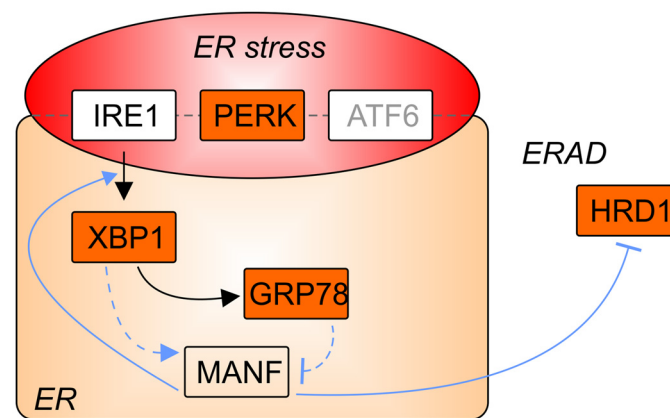 ER stress
IRE1
PERK
ATF6
ERAD
HRD1
XBP1
GRP78
MANF
ER